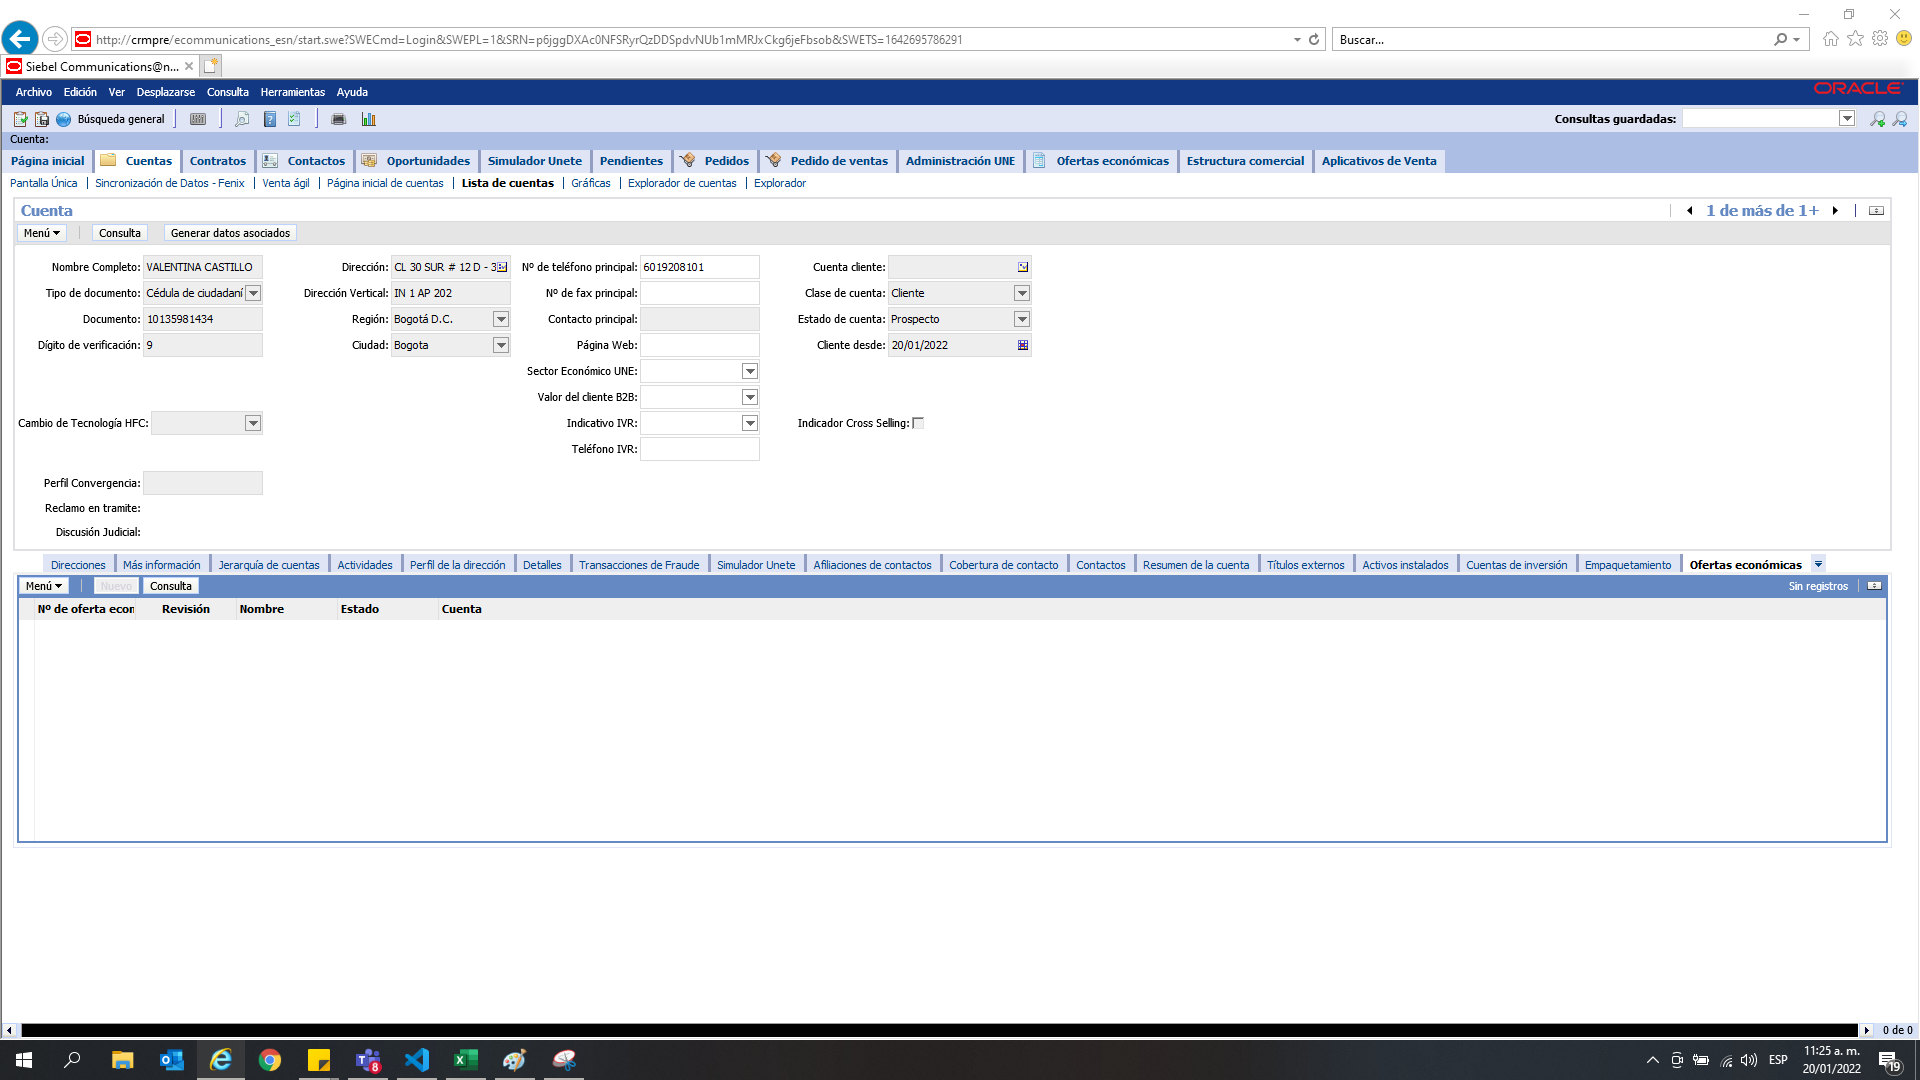 http://crmpre/ecommunications_esn/start.swe?SWECmd=Login&SWEPL=1&SRN=p6jggDXAc0NFSRyrQzDDSpdvNUb1mMRJxCkg6jeFbsob&SWETS=1642695786291
Buscar...
Siebel Communications@n...
Archivo Edición Ver Desplazarse Consulta Herramientas Ayuda
ORACLE
Búsqueda general
Consultas guardadas:
Cuenta:
Página inicial Cuentas Contratos Contactos Oportunidades Simulador Unete Pendientes Pedidos Pedido de ventas Administración UNE Ofertas económicas Estructura comercial Aplicativos de Venta
Pantalla Única Sincronización de Datos - Fenix Venta ágil Página inicial de cuentas Lista de cuentas Gráficas Explorador de cuentas Explorador
Cuenta
1 de más de 1+
Menú Consulta Generar datos asociados
Nombre Completo: VALENTINA CASTILLO Dirección: CL 30 SUR # 12 D - 3 Nº de teléfono principal: 6019208101 Cuenta cliente:
Tipo de documento: Cédula de ciudadaní Dirección Vertical: IN 1 AP 202 Nº de fax principal: Clase de cuenta: Cliente
Documento: 10135981434 Región: Bogotá D.C. Contacto principal: Estado de cuenta: Prospecto
Dígito de verificación: 9 Ciudad: Bogota Página Web: Cliente desde: 20/01/2022
Sector Económico UNE:
Valor del cliente B2B:
Cambio de Tecnología HFC: Indicativo IVR: Indicador Cross Selling:
Teléfono IVR:
Perfil Convergencia:
Reclamo en tramite:
Discusión Judicial:
Direcciones Más información Jerarquía de cuentas Actividades Perfil de la dirección Detalles Transacciones de Fraude Simulador Unete Afiliaciones de contactos Cobertura de contacto Contactos Resumen de la cuenta Títulos externos Activos instalados Cuentas de inversión Empaquetamiento Ofertas económicas
Menú Nuevo Consulta
Sin registros
Nº de oferta econ Revisión Nombre Estado Cuenta
0 de 0
8
ESP
11:25 a. m.
20/01/2022
19